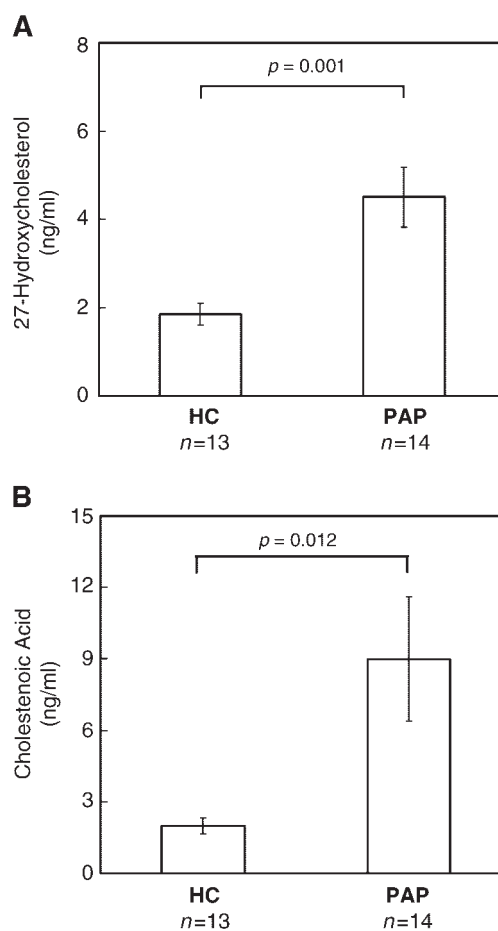 A
8
p = 0.001
6
4
2
0
27-Hydroxycholesterol
(ng/ml)
HC
PAP
n=13
n=14
B
15
p = 0.012
12
9
6
3
0
Cholestenoic Acid
(ng/ml)
HC
PAP
n=13
n=14